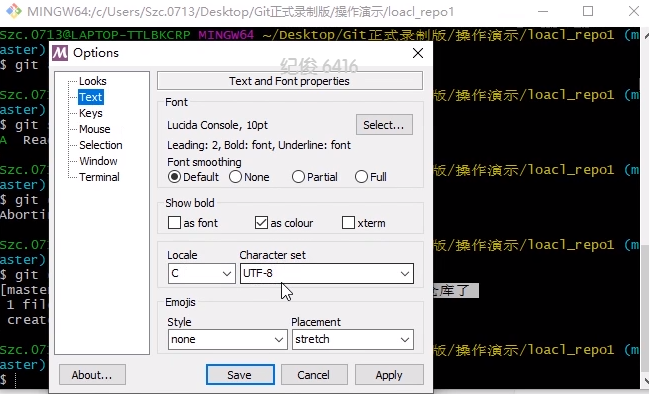 MINGW64:/c/Users/Szc.0713/Desktop/Git正式录制版/操作演示/loacl_repo1
Szc.0713@LAPTOP-TTLBKCRP MINGW64 ~/Desktop/Git正式录制版/操作演示/loacl_repo1 (m
aster)
$ git
纪俊 6416
Options
Looks
Text
Keys
Mouse
Selection
Window
Terminal
Text and Font properties
Font
Lucida Console, 10pt
Select...
Leading: 2, Bold: font, Underline: font
Font smoothing
Default None Partial Full
Show bold
as font as colour xterm
Locale Character set
C UTF-8
Emojis
Style Placement
none stretch
About... Save Cancel Apply
Szc.07
版/操作演示/loacl_repo1 (m
aster)
$ git
A Rea
Szc.07
版/操作演示/loacl_repo1 (m
aster)
$ git
Abortin
Szc.07
版/操作演示/loacl_repo1 (m
aster)
$ git
[master
库了
1 file
create
Szc.07
版/操作演示/loacl_repo1 (m
aster)
$